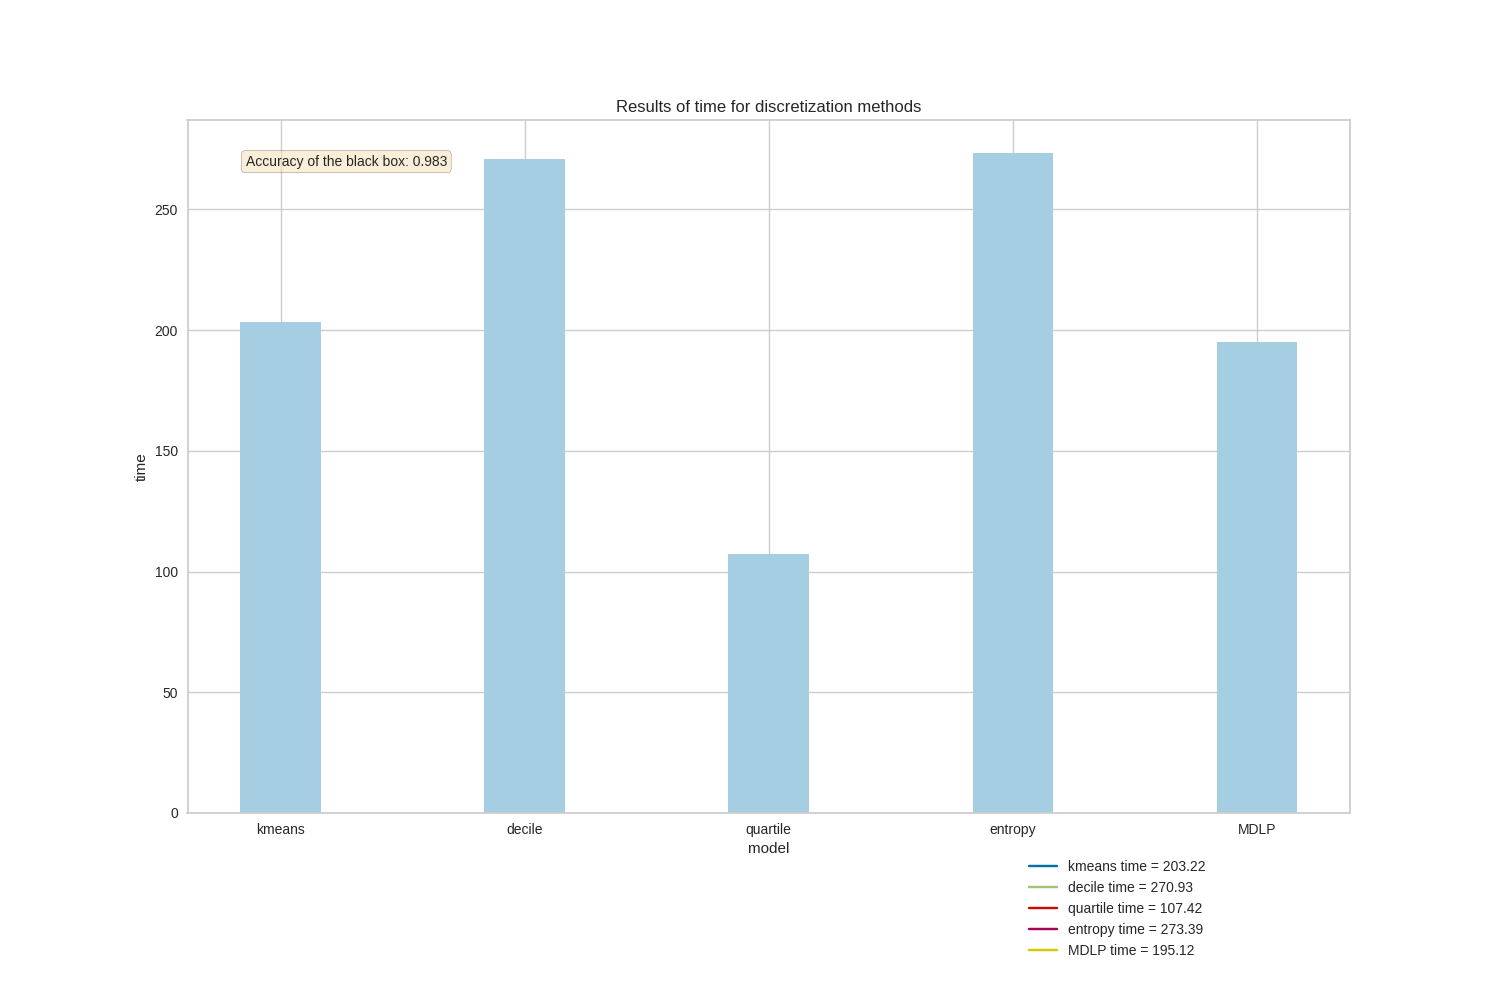 Results of time for discretization methods
Accuracy of the black box: 0.983
250
200
150
100
50
0
time
kmeans decile quartile entropy MDLP
model
kmeans time = 203.22
decile time = 270.93
quartile time = 107.42
entropy time = 273.39
MDLP time = 195.12